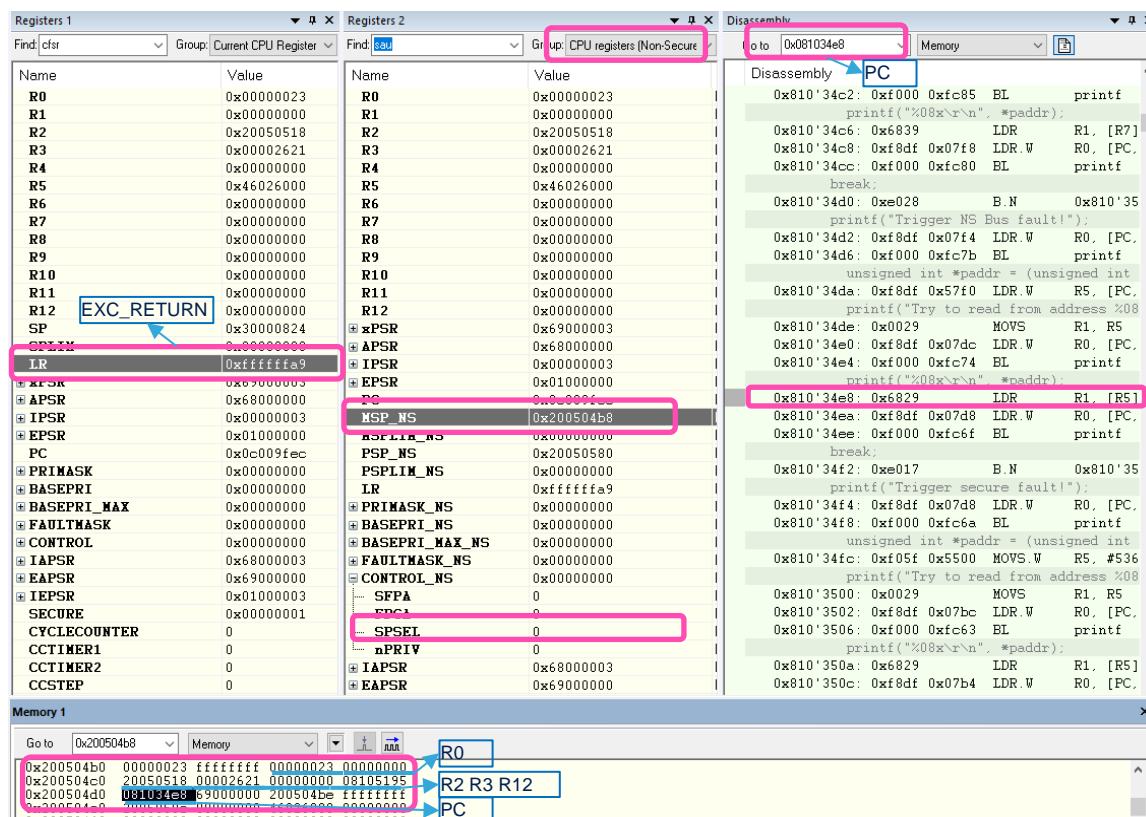 Registers 1
Find: cfsr Group: Current CPU Register
Name Value
R0 0x00000023
R1 0x00000000
R2 0x20050518
R3 0x00002621
R4 0x00000000
R5 0x46026000
R6 0x00000000
R7 0x00000000
R8 0x00000000
R9 0x00000000
R10 0x00000000
R11 0x00000000
R12 0x00000000
EXC_RETURN
SP 0x30000824
SPLIM 0x00000000
LR 0xffffffa9
xPSR 0x69000003
APSR 0x68000000
IPSR 0x00000003
EPSR 0x01000000
PC 0x0c009fec
PRIMASK 0x00000000
BASEPRI 0x00000000
BASEPRI_MAX 0x00000000
FAULTMASK 0x00000000
CONTROL 0x00000000
IAPSR 0x68000003
EAPSR 0x69000000
IEPSR 0x01000003
SECURE 0x00000001
CYCLECOUNTER 0
CCTIMER1 0
CCTIMER2 0
CCSTEP 0
Registers 2
Find: sau Group: CPU registers (Non-Secure
Name Value
R0 0x00000023
R1 0x00000000
R2 0x20050518
R3 0x00002621
R4 0x00000000
R5 0x46026000
R6 0x00000000
R7 0x00000000
R8 0x00000000
R9 0x00000000
R10 0x00000000
R11 0x00000000
R12 0x00000000
xPSR 0x69000003
APSR 0x68000000
IPSR 0x00000003
EPSR 0x01000000
PC 0x0c009fec
MSP_NS 0x200504b8
MSPLIM_NS 0x00000000
PSP_NS 0x20050580
PSPLIM_NS 0x00000000
LR 0xffffffa9
PRIMASK_NS 0x00000000
BASEPRI_NS 0x00000000
BASEPRI_MAX_NS 0x00000000
FAULTMASK_NS 0x00000000
CONTROL_NS 0x00000000
SFPA 0
FPCA 0
SPSEL 0
nPRIV 0
IAPSR 0x68000003
EAPSR 0x69000000
Disassembly
Go to 0x081034e8 Memory
Disassembly PC
0x810'34c2: 0xf000 0xfc85 BL printf
printf("%08x\r\n", *paddr);
0x810'34c6: 0x6839 LDR R1, [R7]
0x810'34c8: 0xf8df 0x07f8 LDR.W R0, [PC,
0x810'34cc: 0xf000 0xfc80 BL printf
break;
0x810'34d0: 0xe028 B.N 0x810'35
printf("Trigger NS Bus fault!");
0x810'34d2: 0xf8df 0x07f4 LDR.W R0, [PC,
0x810'34d6: 0xf000 0xfc7b BL printf
unsigned int *paddr = (unsigned int
0x810'34da: 0xf8df 0x57f0 LDR.W R5, [PC,
printf("Try to read from address %08
0x810'34de: 0x0029 MOVS R1, R5
0x810'34e0: 0xf8df 0x07dc LDR.W R0, [PC,
0x810'34e4: 0xf000 0xfc74 BL printf
printf("%08x\r\n", *paddr);
0x810'34e8: 0x6829 LDR R1, [R5]
0x810'34ea: 0xf8df 0x07d8 LDR.W R0, [PC,
0x810'34ee: 0xf000 0xfc6f BL printf
break;
0x810'34f2: 0xe017 B.N 0x810'35
printf("Trigger secure fault!");
0x810'34f4: 0xf8df 0x07d8 LDR.W R0, [PC,
0x810'34f8: 0xf000 0xfc6a BL printf
unsigned int *paddr = (unsigned int
0x810'34fc: 0xf05f 0x5500 MOVS.W R5, #536
printf("Try to read from address %08
0x810'3500: 0x0029 MOVS R1, R5
0x810'3502: 0xf8df 0x07bc LDR.W R0, [PC,
0x810'3506: 0xf000 0xfc63 BL printf
printf("%08x\r\n", *paddr);
0x810'350a: 0x6829 LDR R1, [R5]
0x810'350c: 0xf8df 0x07b4 LDR.W R0, [PC,
Memory 1
Go to 0x200504b8 Memory
R0
0x200504b0 00000023 ffffffff 00000023 00000000
0x200504c0 20050518 00002621 00000000 08105195
R2 R3 R12
0x200504d0 081034e8 69000000 200504be ffffffff
PC